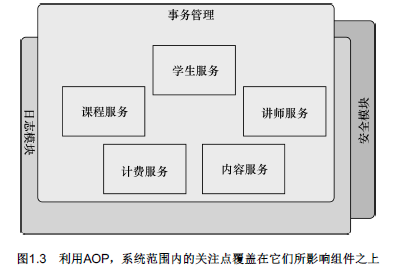 事务管理
学生服务
课程服务
讲师服务
计费服务
内容服务
日志模块
安全模块
图1.3 利用AOP，系统范围内的关注点覆盖在它们所影响组件之上